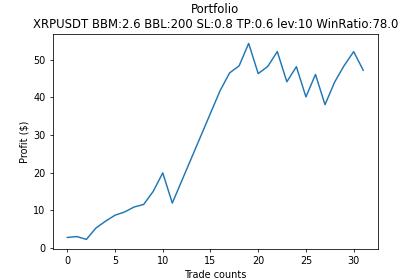 Portfolio
XRPUSDT BBM:2.6 BBL:200 SL:0.8 TP:0.6 lev:10 WinRatio:78.0
50
40
30
20
10
0
Profit ($)
0 5 10 15 20 25 30
Trade counts